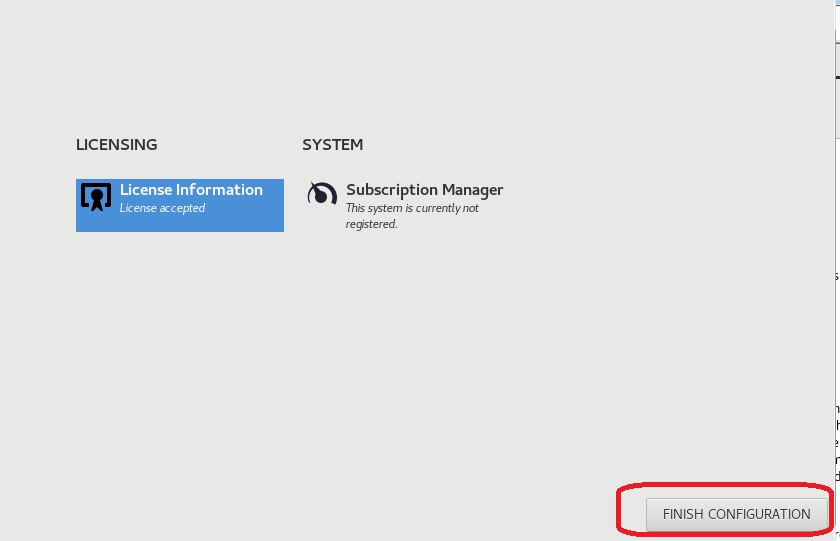 LICENSING
SYSTEM
License Information
License accepted
Subscription Manager
This system is currently not
registered.
FINISH CONFIGURATION